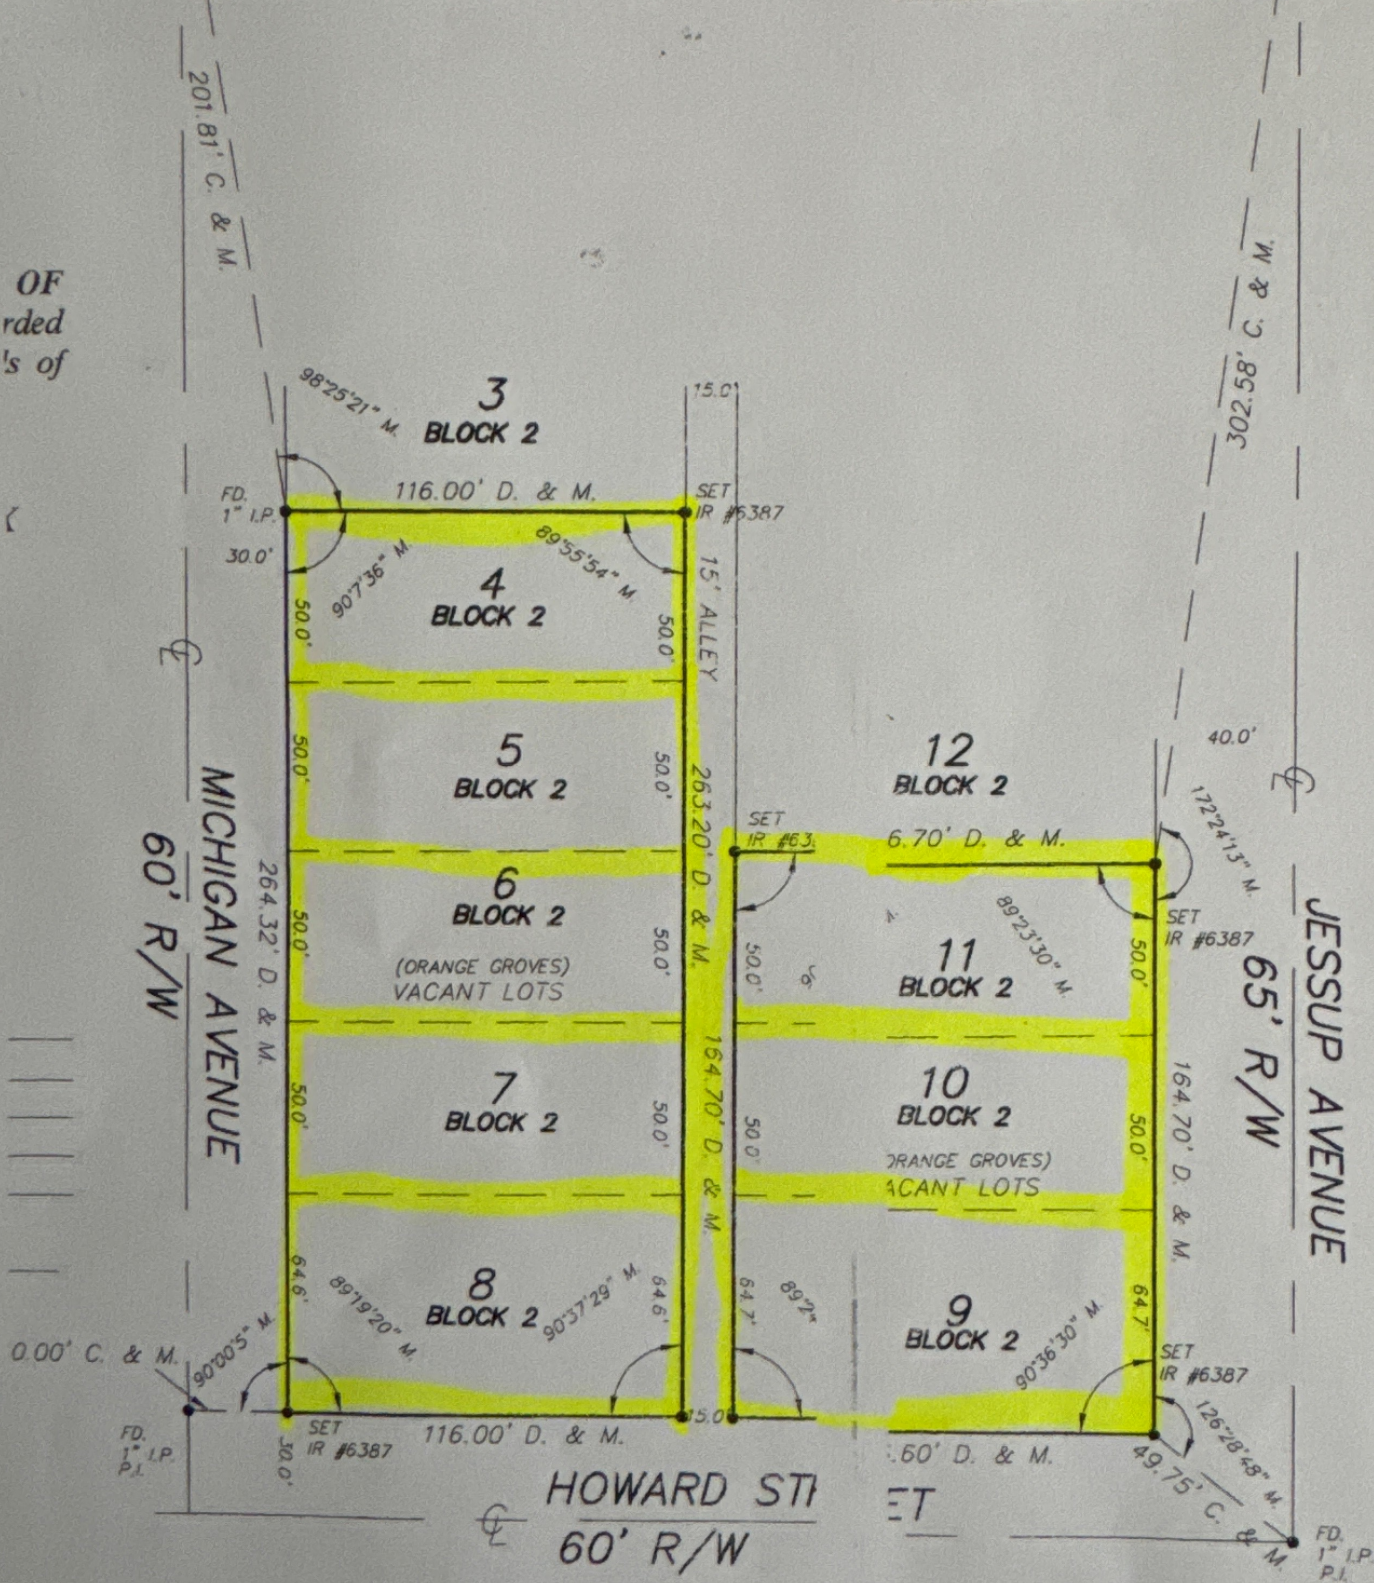 201.81' C. & M.
OF
rded
's of
302.58' C. & M.
98°25'21" M.
3
BLOCK 2
15.0'
116.00' D. & M.
FD.
1" I.P.
SET
IR #6387
30.0'
90°7'36" M.
89°55'54" M.
4
BLOCK 2
50.0'
50.0'
15' ALLEY
5
BLOCK 2
50.0'
50.0'
263.20' D. & M.
12
BLOCK 2
40.0'
172°24'13" M.
SET
IR #63
6.70' D. & M.
MICHIGAN AVENUE
60' R/W
264.32' D. & M.
6
BLOCK 2
(ORANGE GROVES)
VACANT LOTS
50.0'
50.0'
50.0'
11
BLOCK 2
89°23'30" M.
50.0'
SET
IR #6387
JESSUP AVENUE
65' R/W
7
BLOCK 2
50.0'
50.0'
164.70' D. & M.
50.0'
10
BLOCK 2
RANGE GROVES)
ACANT LOTS
50.0'
164.70' D. & M.
8
BLOCK 2
64.6'
89°19'20" M.
90°37'29" M.
64.6'
64.7'
89°2
9
BLOCK 2
90°36'30" M.
64.7'
SET
IR #6387
0.00' C. & M.
90°00'5" M.
126°28'48" M.
FD.
1" I.P.
P.I.
30.0'
SET
IR #6387
116.00' D. & M.
15.0'
.60' D. & M.
49.75' C. & M.
HOWARD ST ET
60' R/W
FD.
1" I.P.
P.I.